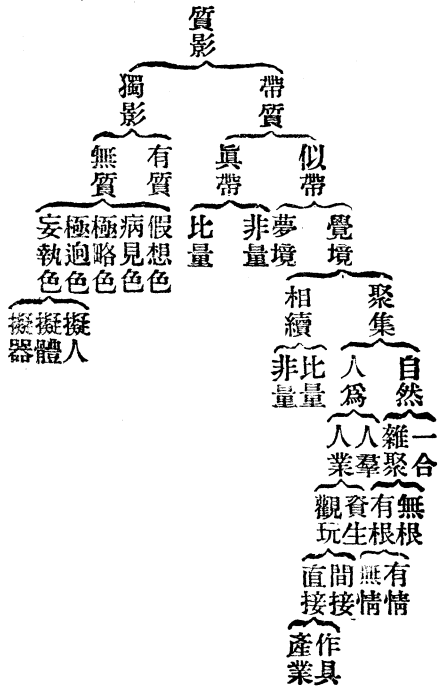 質影
帶質
獨影
似帶
眞帶
有質
無質
覺境
夢境
非量
比量
假想色
病見色
極略色
極逈色
妄執色
聚集
相續
擬人
擬體
擬器
自然
人爲
比量
非量
一合
雜聚
人羣
人業
無根
有根
資生
觀玩
有情
無情
間接
直接
作具
產業